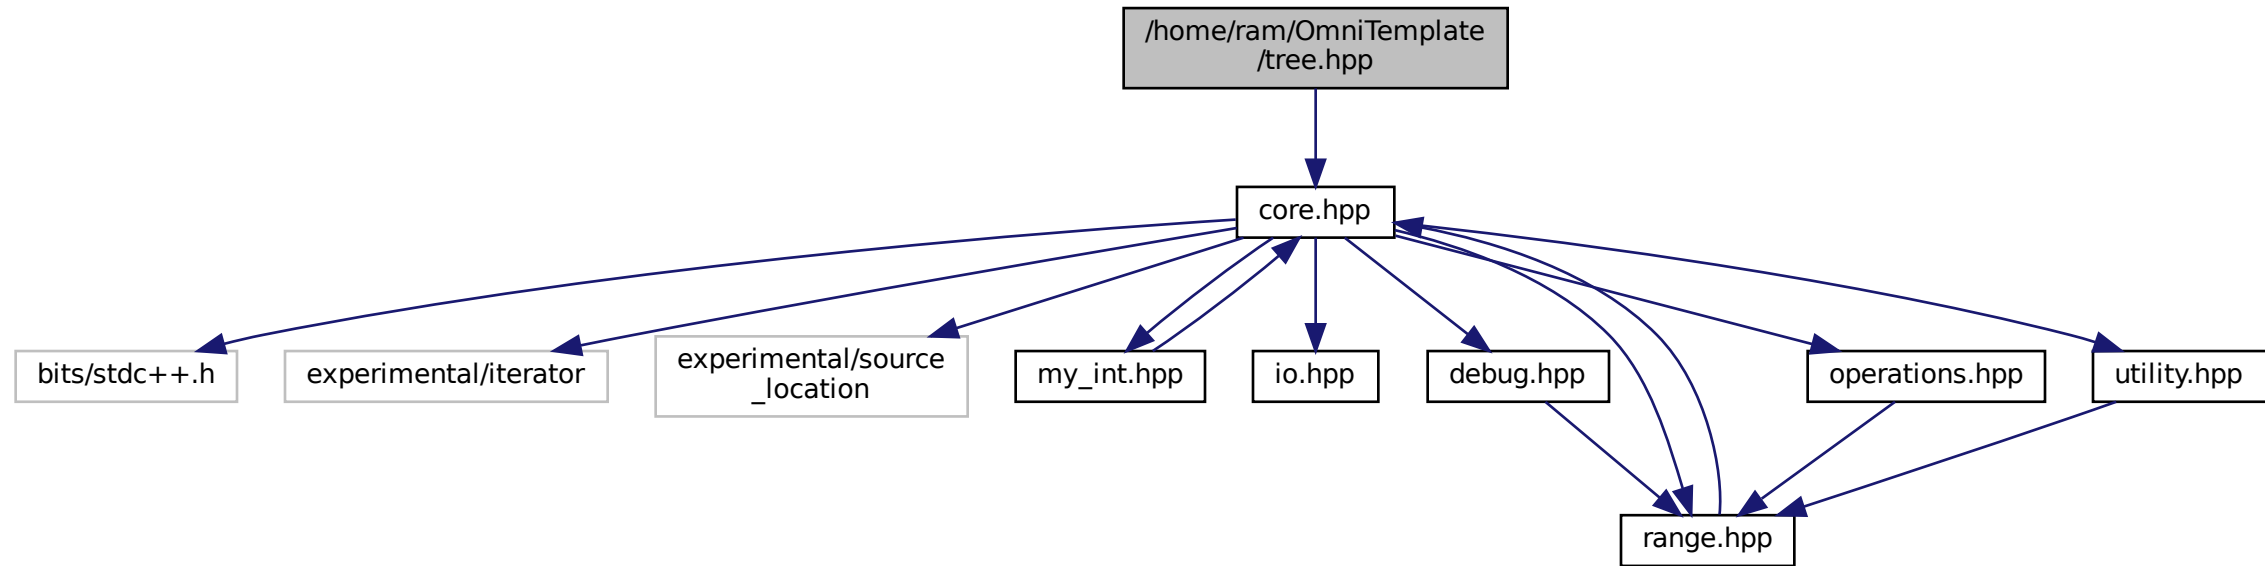 /home/ram/OmniTemplate
/tree.hpp
core.hpp
bits/stdc++.h
experimental/iterator
experimental/source
_location
my_int.hpp
io.hpp
debug.hpp
operations.hpp
utility.hpp
range.hpp